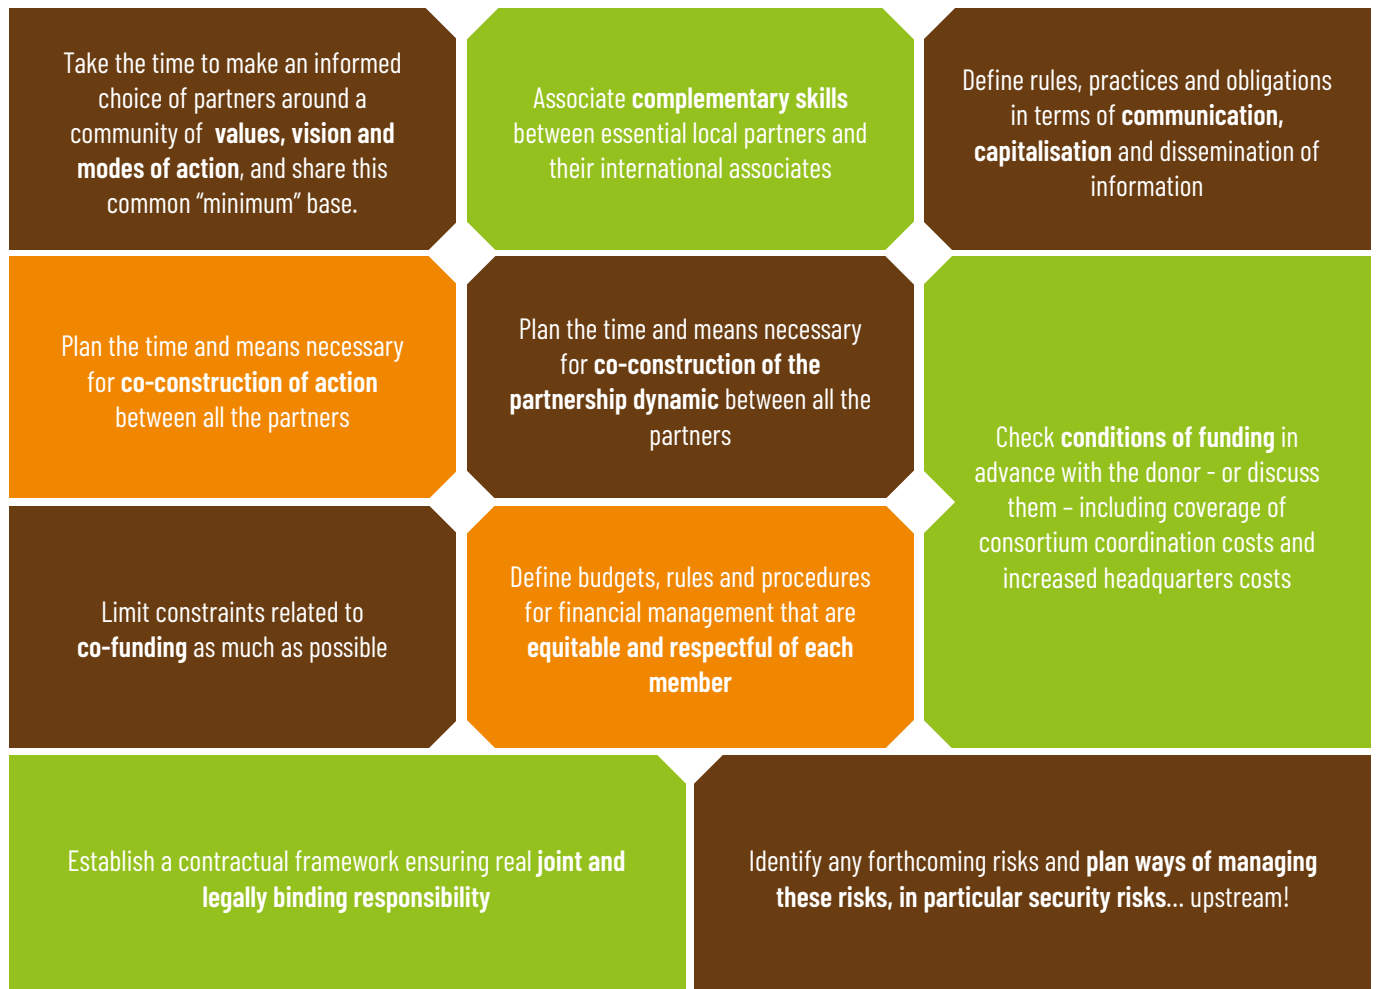 Take the time to make an informed
choice of partners around a
community of values, vision and
modes of action, and share this
common “minimum” base.
Associate complementary skills
between essential local partners and
their international associates
Define rules, practices and obligations
in terms of communication,
capitalisation and dissemination of
information
Plan the time and means necessary
for co-construction of action
between all the partners
Plan the time and means necessary
for co-construction of the
partnership dynamic between all the
partners
Check conditions of funding in
advance with the donor - or discuss
them – including coverage of
consortium coordination costs and
increased headquarters costs
Limit constraints related to
co-funding as much as possible
Define budgets, rules and procedures
for financial management that are
equitable and respectful of each
member
Establish a contractual framework ensuring real joint and
legally binding responsibility
Identify any forthcoming risks and plan ways of managing
these risks, in particular security risks... upstream!